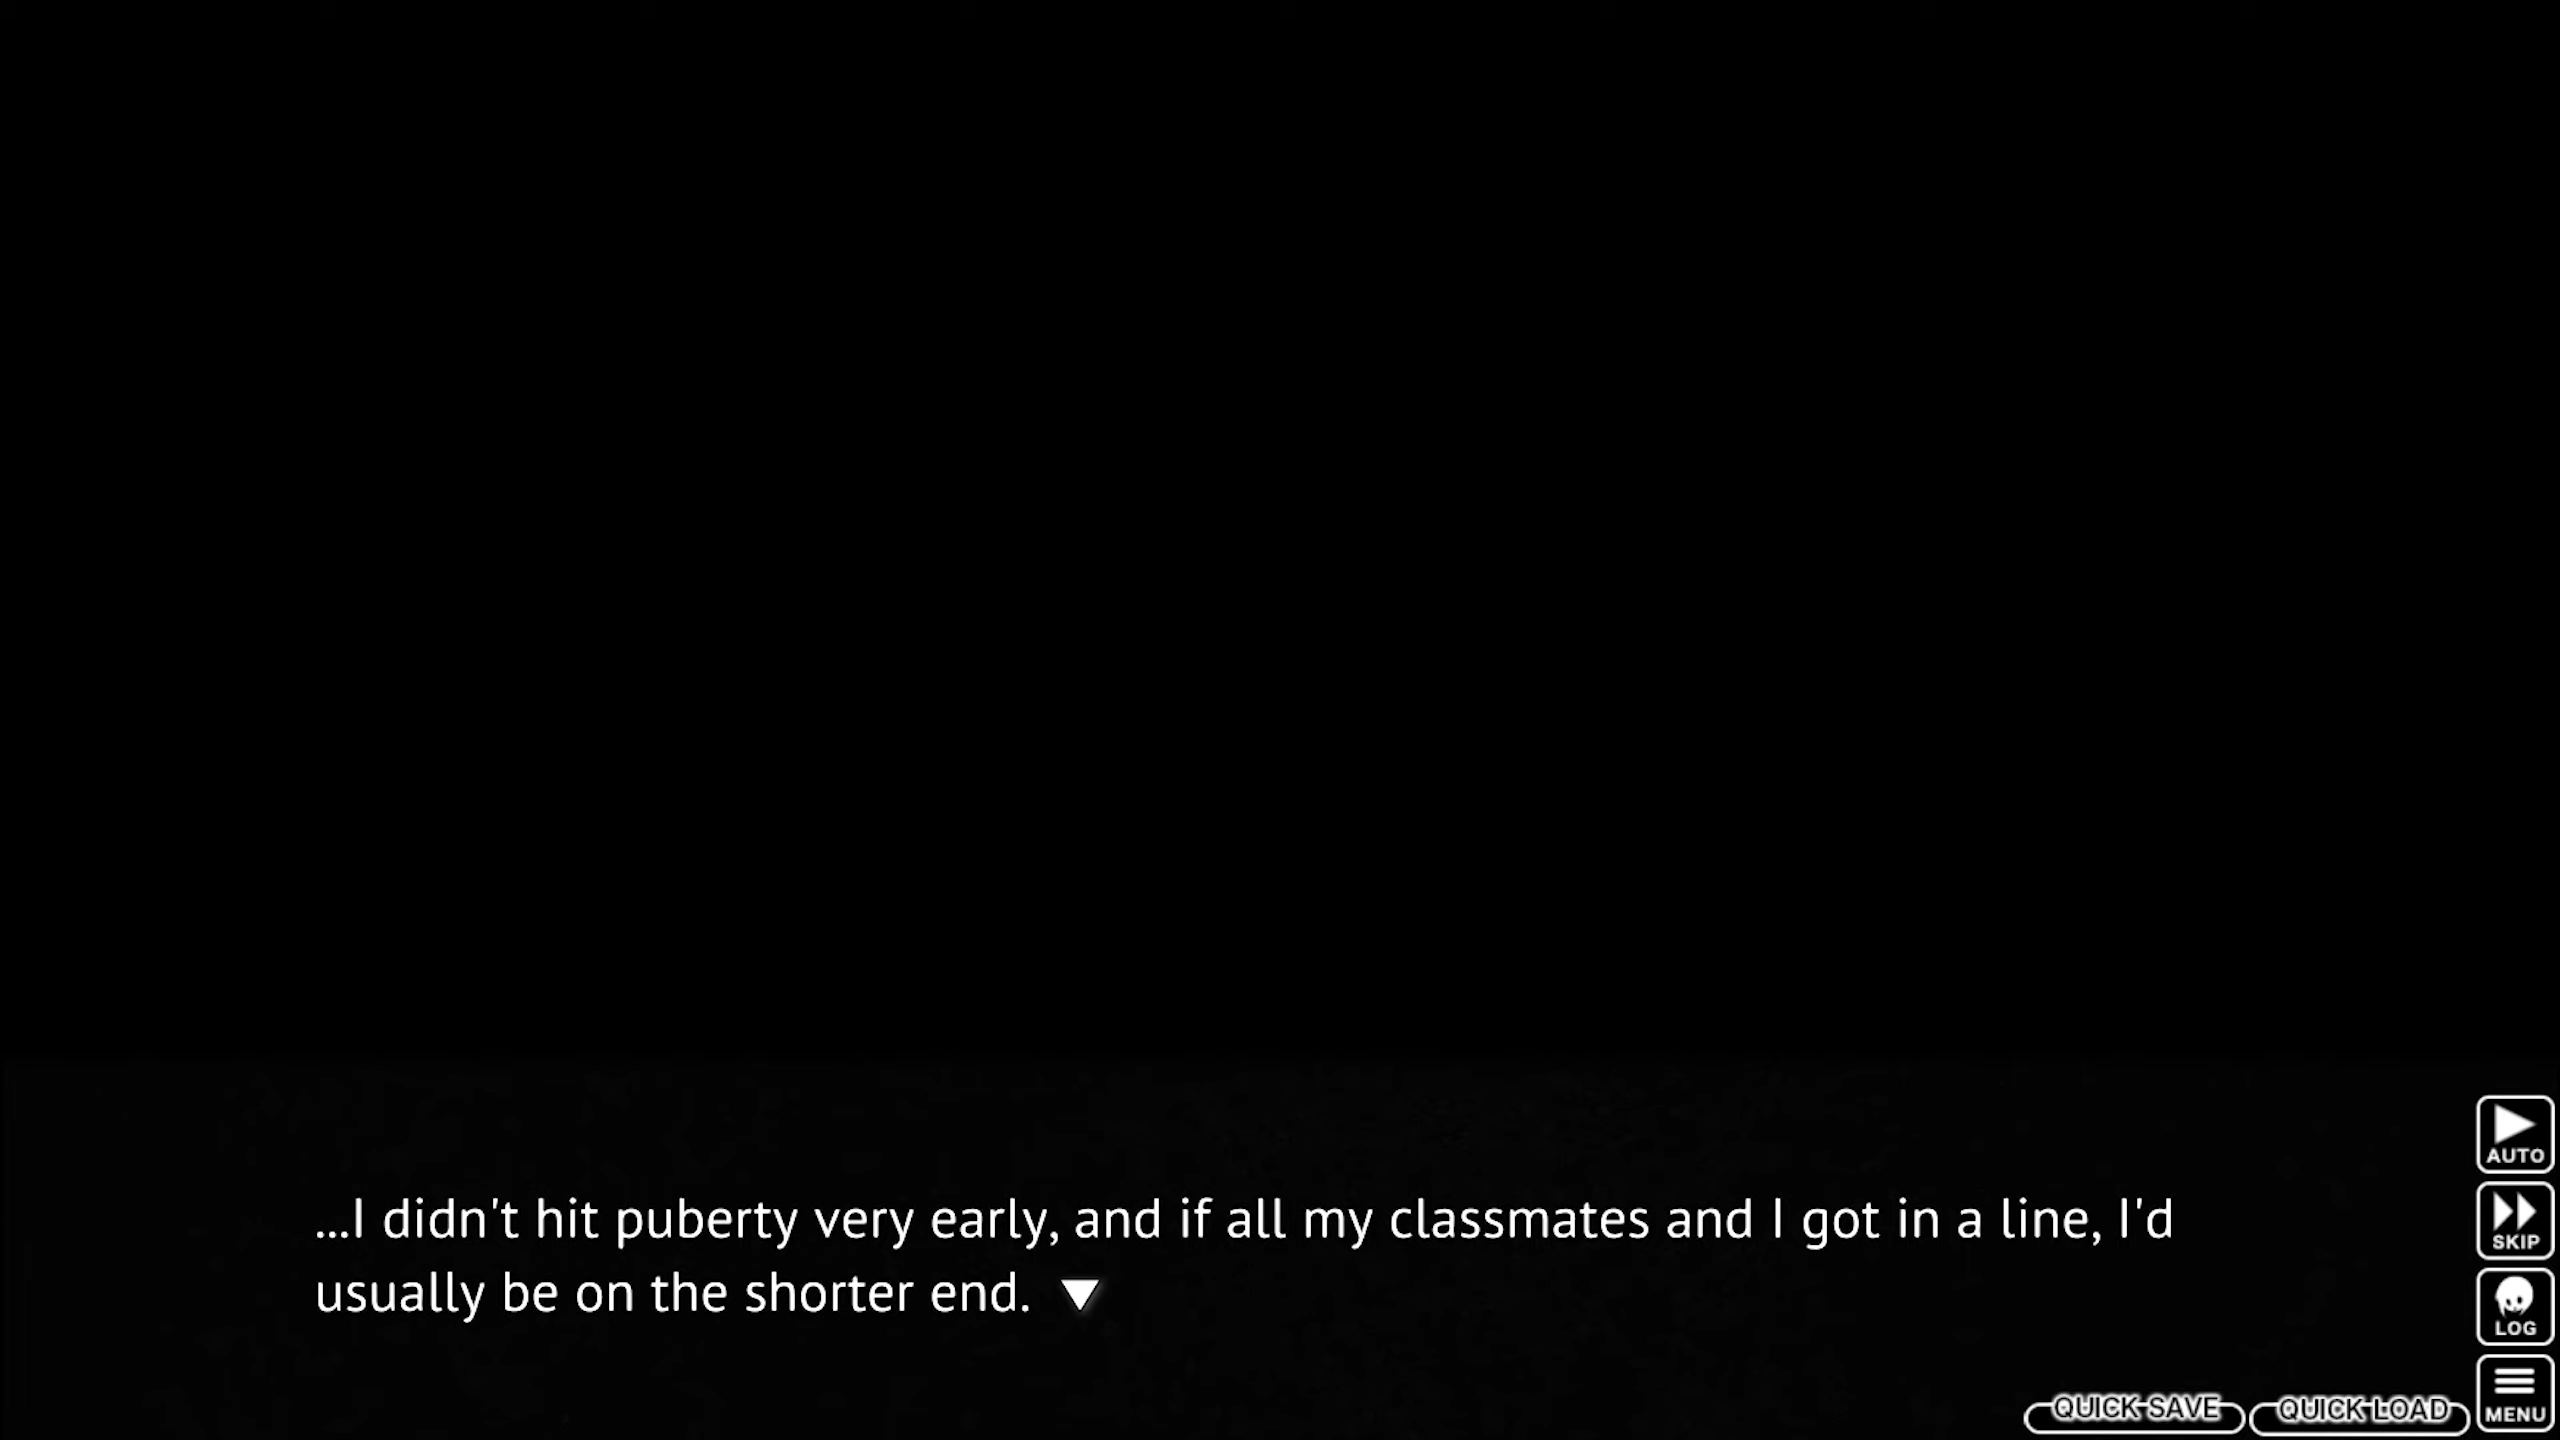 ...I didn't hit puberty very early, and if all my classmates and I got in a line, I'd
usually be on the shorter end.
AUTO
SKIP
LOG
MENU
QUICK SAVE
QUICK LOAD